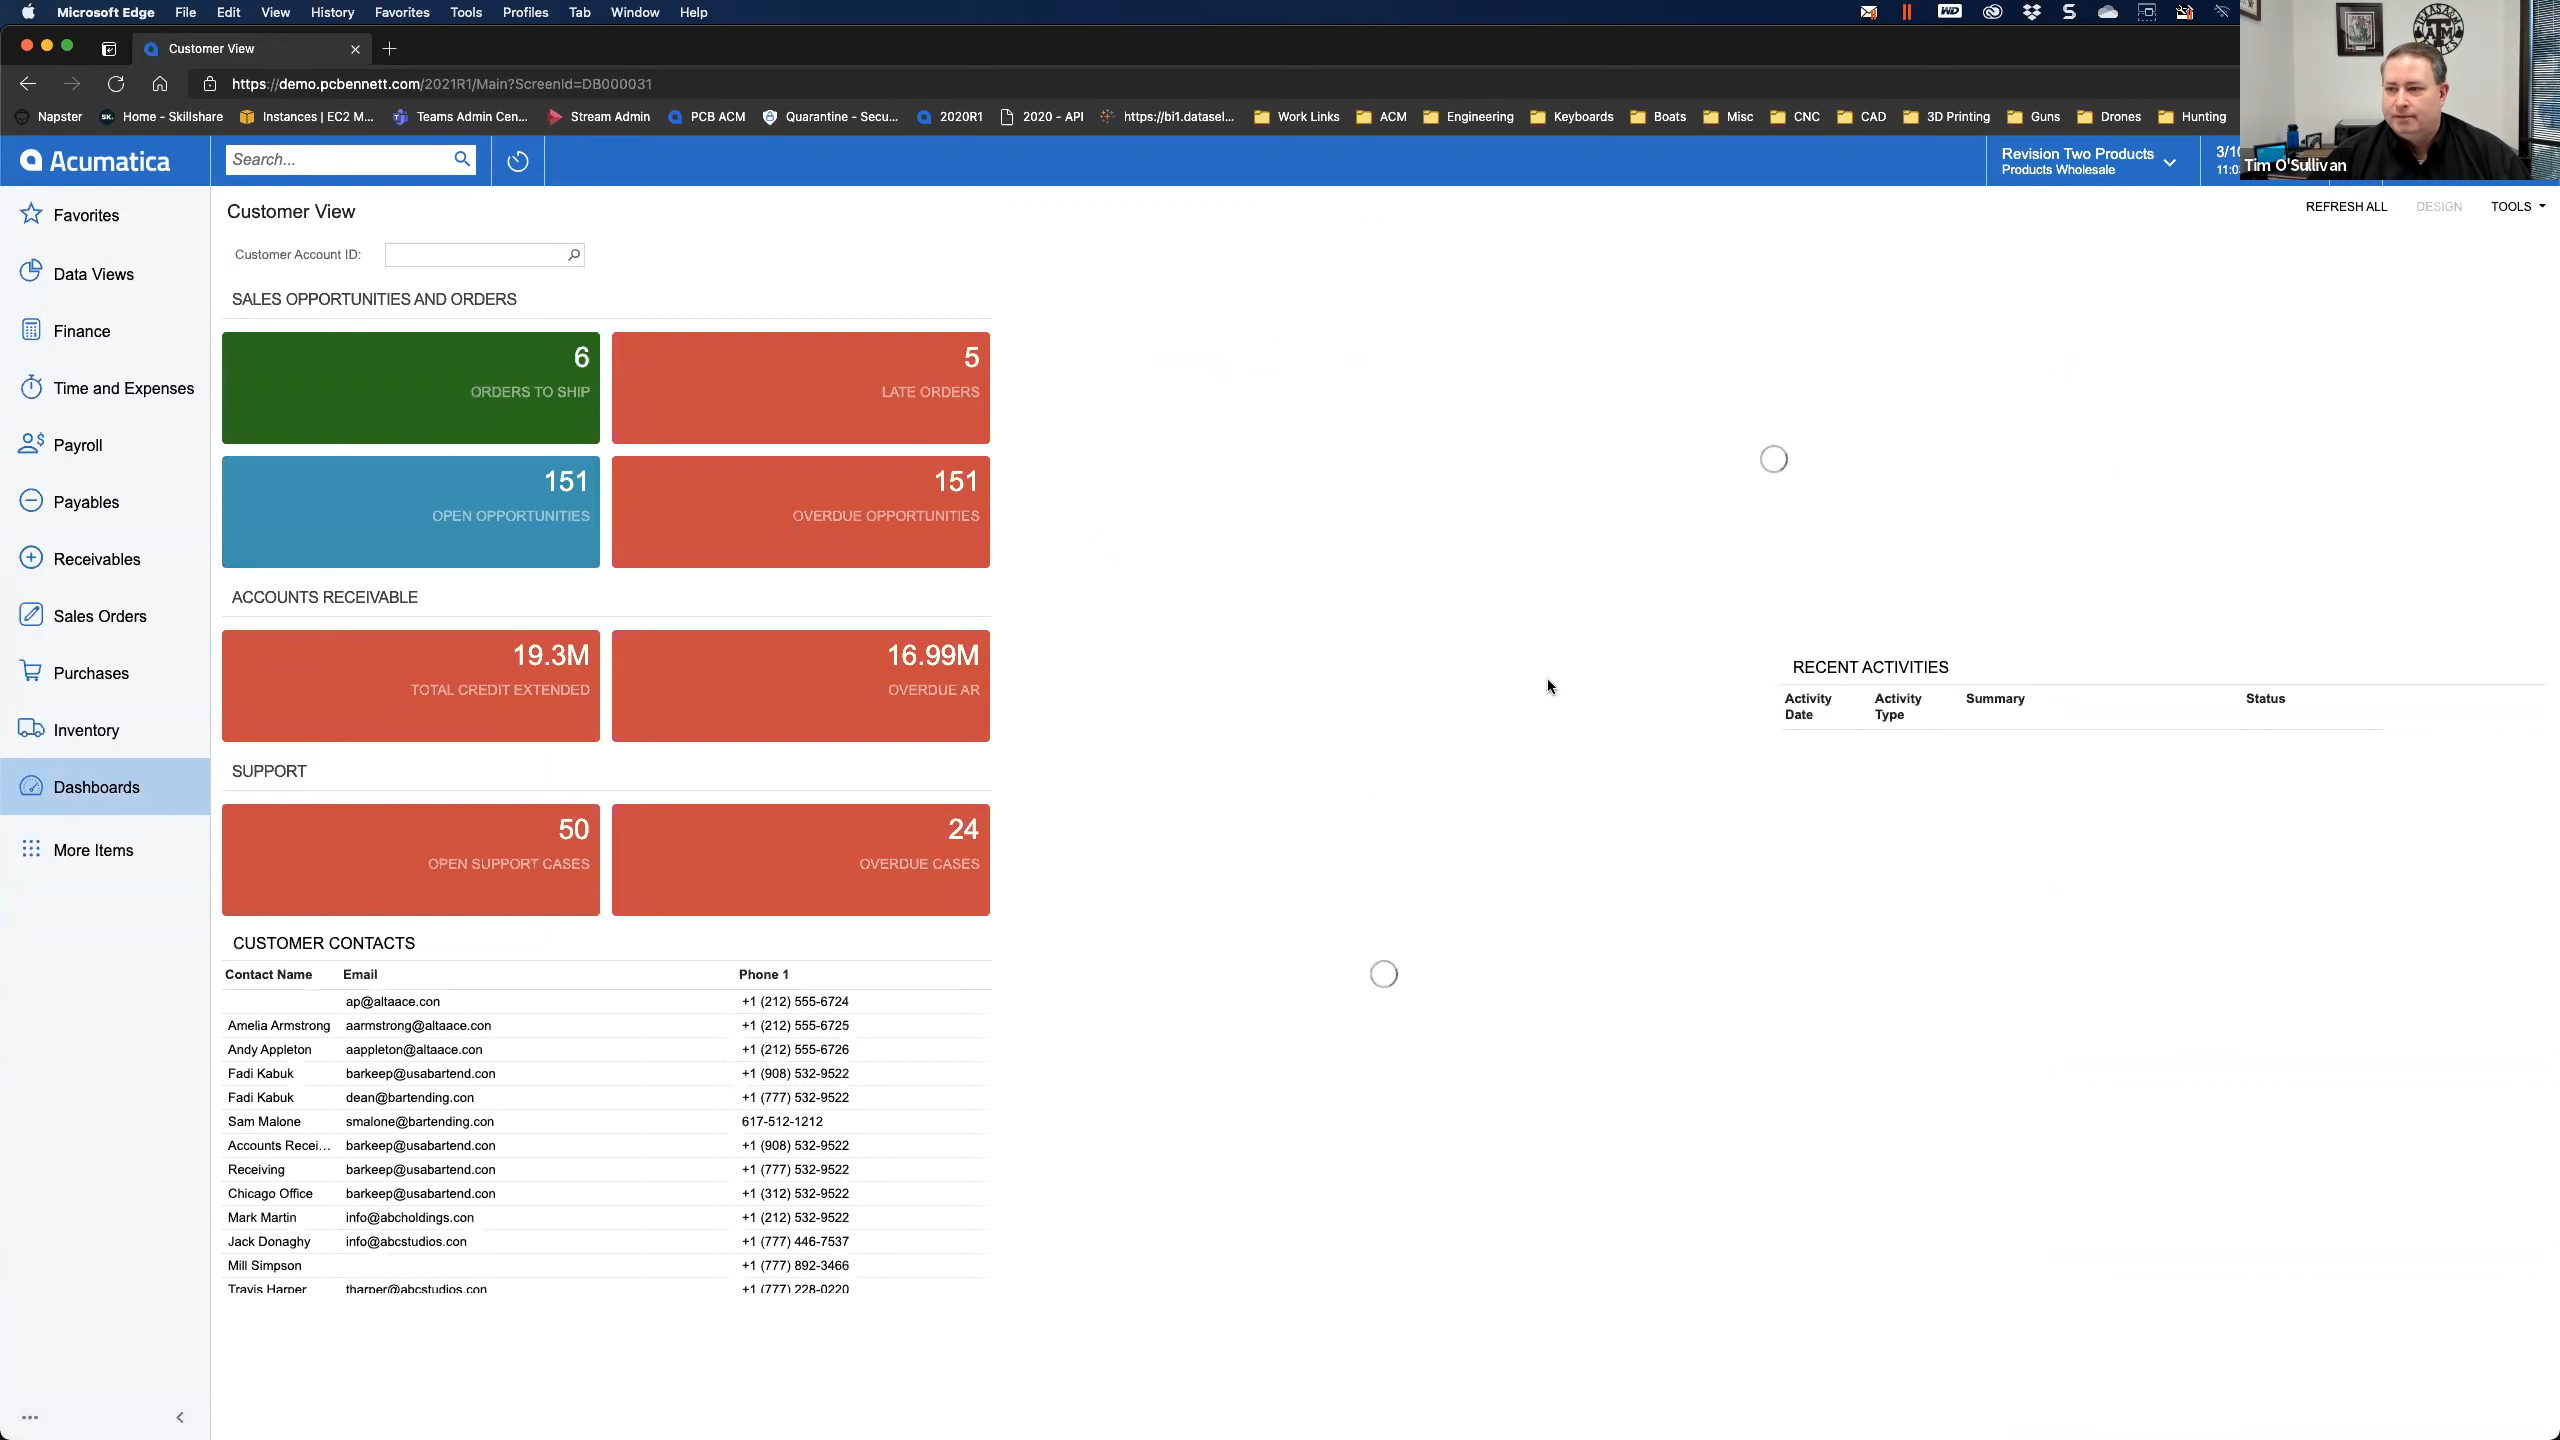 Microsoft Edge File Edit View History Favorites Tools Profiles Tab Window Help
Customer View
https://demo.pcbennett.com/2021R1/Main?ScreenId=DB000031
Napster Home - Skillshare Instances | EC2 M... Teams Admin Cen... Stream Admin PCB ACM Quarantine - Secu... 2020R1 2020 - API https://bi1.datasel... Work Links ACM Engineering Keyboards Boats Misc CNC CAD 3D Printing Guns Drones Hunting
Tim O'Sullivan
Acumatica
Search...
Revision Two Products
Products Wholesale
Favorites
Data Views
Finance
Time and Expenses
Payroll
Payables
Receivables
Sales Orders
Purchases
Inventory
Dashboards
More Items
Customer View
REFRESH ALL DESIGN TOOLS
Customer Account ID:
SALES OPPORTUNITIES AND ORDERS
6
ORDERS TO SHIP
5
LATE ORDERS
151
OPEN OPPORTUNITIES
151
OVERDUE OPPORTUNITIES
ACCOUNTS RECEIVABLE
19.3M
TOTAL CREDIT EXTENDED
16.99M
OVERDUE AR
SUPPORT
50
OPEN SUPPORT CASES
24
OVERDUE CASES
CUSTOMER CONTACTS
Contact Name Email Phone 1
ap@altaace.con +1 (212) 555-6724
Amelia Armstrong aarmstrong@altaace.con +1 (212) 555-6725
Andy Appleton aappleton@altaace.con +1 (212) 555-6726
Fadi Kabuk barkeep@usabartend.con +1 (908) 532-9522
Fadi Kabuk dean@bartending.con +1 (777) 532-9522
Sam Malone smalone@bartending.con 617-512-1212
Accounts Recei... barkeep@usabartend.con +1 (908) 532-9522
Receiving barkeep@usabartend.con +1 (777) 532-9522
Chicago Office barkeep@usabartend.con +1 (312) 532-9522
Mark Martin info@abcholdings.con +1 (212) 532-9522
Jack Donaghy info@abcstudios.con +1 (777) 446-7537
Mill Simpson +1 (777) 892-3466
Travis Harper tharper@abcstudios.con +1 (777) 228-0220
RECENT ACTIVITIES
Activity Date Activity Type Summary Status